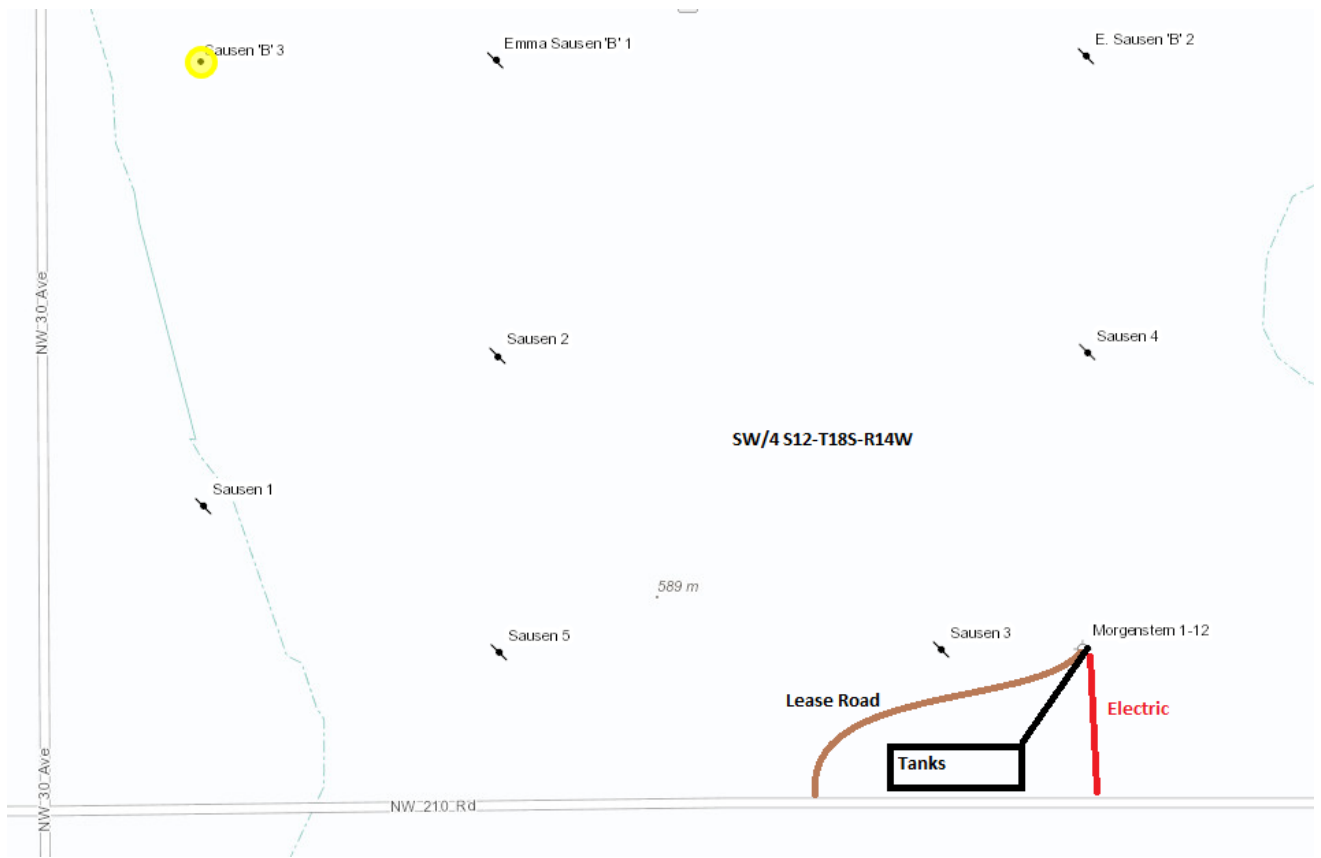 Sausen 'B' 3
Emma Sausen 'B' 1
E. Sausen 'B' 2
NW 30 Ave
Sausen 2
Sausen 4
SW/4 S12-T18S-R14W
Sausen 1
589 m
Sausen 5
Sausen 3
Morgenstern 1-12
Lease Road
Electric
Tanks
NW 30 Ave
NW 210 Rd